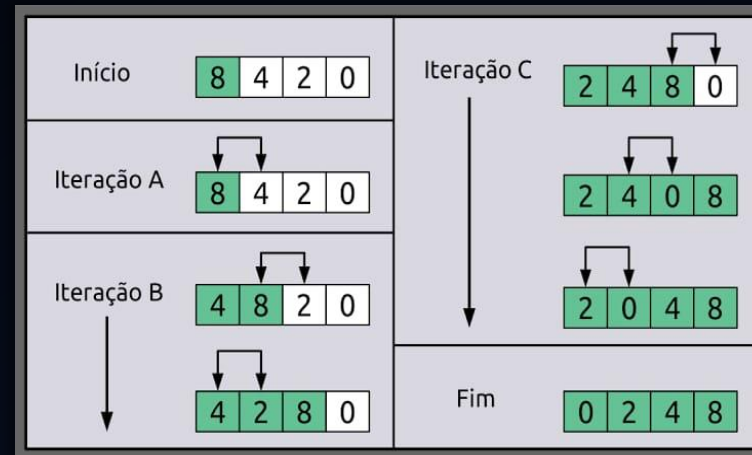 Início
8 4 2 0
Iteração A
8 4 2 0
Iteração B
4 8 2 0
4 2 8 0
Iteração C
2 4 8 0
2 4 0 8
2 0 4 8
Fim
0 2 4 8